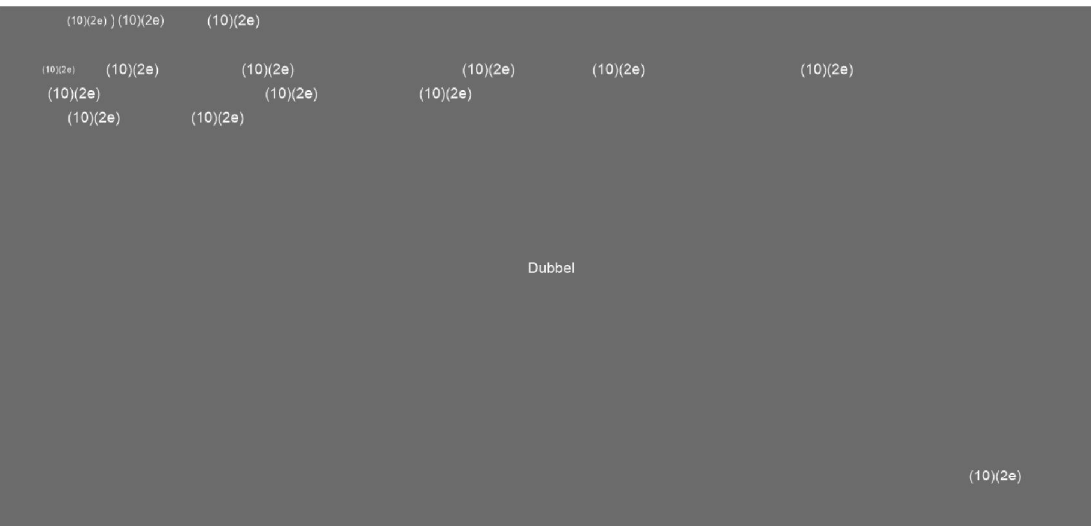 (10)(2e) ) (10)(2e) (10)(2e)
(10)(2e) (10)(2e) (10)(2e) (10)(2e) (10)(2e) (10)(2e)
(10)(2e) (10)(2e) (10)(2e)
(10)(2e) (10)(2e)
Dubbel
(10)(2e)